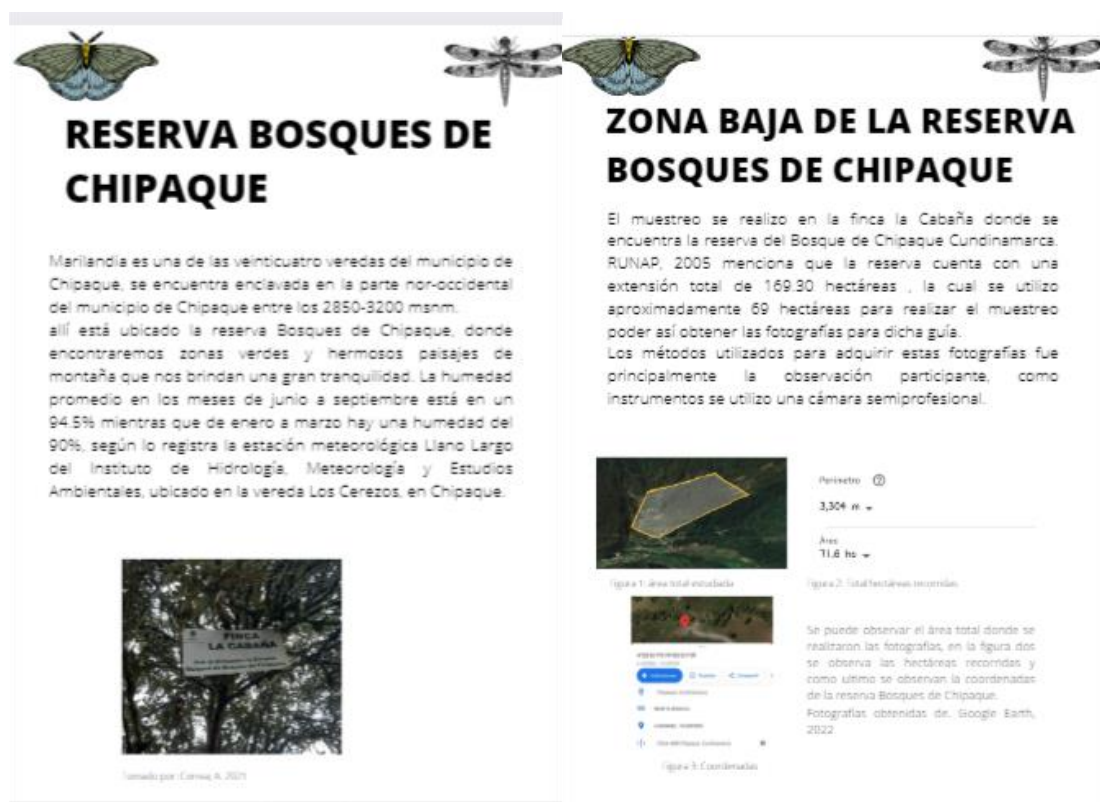 RESERVA BOSQUES DE
CHIPAQUE
Marilandia es una de las veinticuatro veredas del municipio de
Chipaque, se encuentra enclavada en la parte nor-occidental
del municipio de Chipaque entre los 2850-3200 msnm.
allí está ubicado la reserva Bosques de Chipaque, donde
encontraremos zonas verdes y hermosos paisajes de
montaña que nos brindan una gran tranquilidad. La humedad
promedio en los meses de junio a septiembre está en un
94.5% mientras que de enero a marzo hay una humedad del
90%, según lo registra la estación meteorológica Llano Largo
del Instituto de Hidrología, Meteorología y Estudios
Ambientales, ubicado en la vereda Los Cerezos, en Chipaque.
FINCA
LA CABAÑA
Tomado por: Correa, A. 2021
ZONA BAJA DE LA RESERVA
BOSQUES DE CHIPAQUE
El muestreo se realizo en la finca la Cabaña donde se
encuentra la reserva del Bosque de Chipaque Cundinamarca.
RUNAP, 2005 menciona que la reserva cuenta con una
extensión total de 169.30 hectáreas , la cual se utilizo
aproximadamente 69 hectáreas para realizar el muestreo
poder así obtener las fotografías para dicha guía.
Los métodos utilizados para adquirir estas fotografías fue
principalmente la observación participante, como
instrumentos se utilizo una cámara semiprofesional.
Perímetro
3,304 m
Área
71.6 ha
Figura 1: área total estudiada
Figura 2: Total hectáreas recorridas
Se puede observar el área total donde se
realizaron las fotografías, en la figura dos
se observa las hectáreas recorridas y
como ultimo se observan la coordenadas
de la reserva Bosques de Chipaque.
Fotografías obtenidas de. Google Earth,
2022
Figura 3: Coordenadas